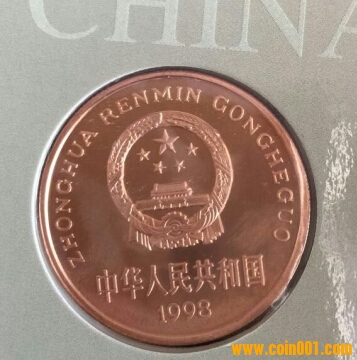 CHINA
ZHONGHUA RENMIN GONGHEGUO
中华人民共和国
1998
www.coin001.com